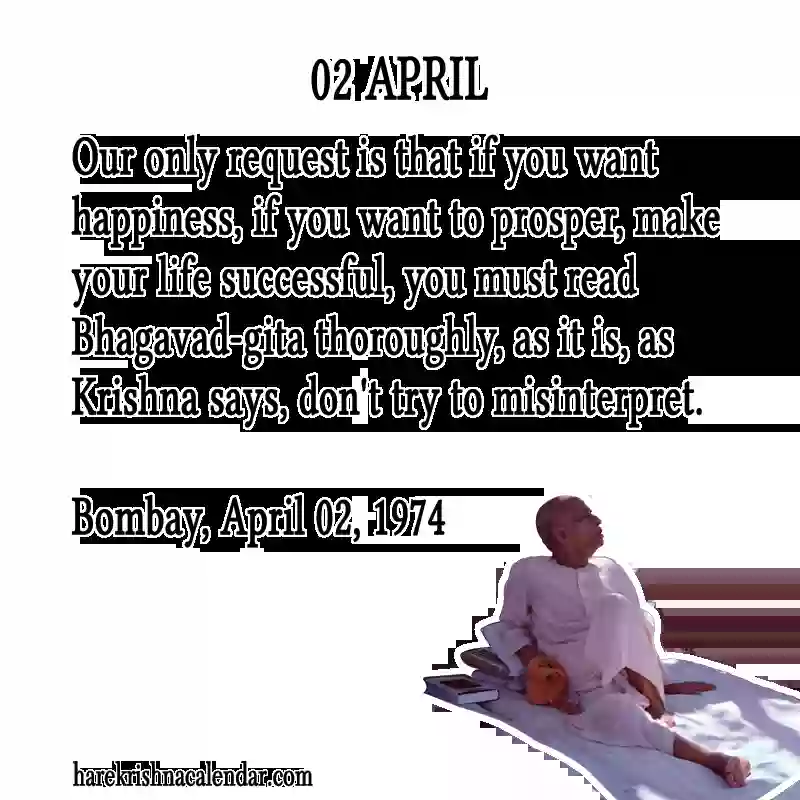 02 APRIL
Our only request is that if you want
happiness, if you want to prosper, make
your life successful, you must read
Bhagavad-gita thoroughly, as it is, as
Krishna says, don't try to misinterpret.
Bombay, April 02, 1974
harekrishnacalendar.com